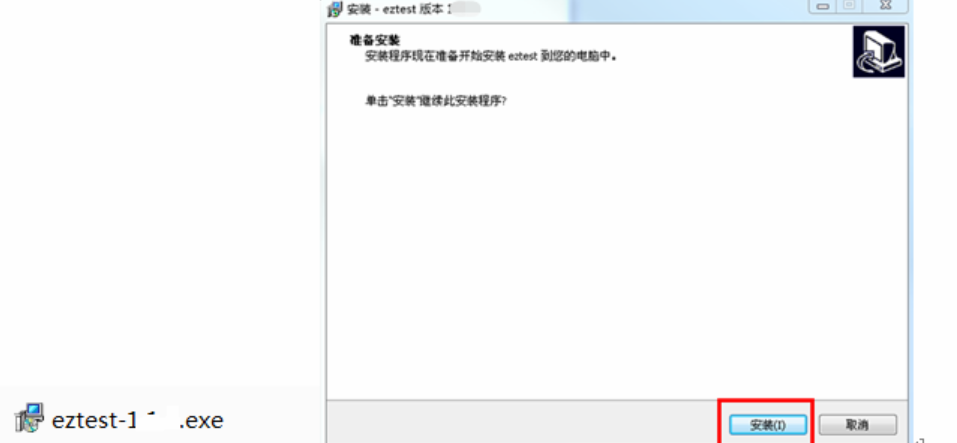 安装 - eztest 版本 1
准备安装
安装程序现在准备开始安装 eztest 到您的电脑中。
单击“安装”继续此安装程序?
安装(I)
取消
eztest-1 1 .exe